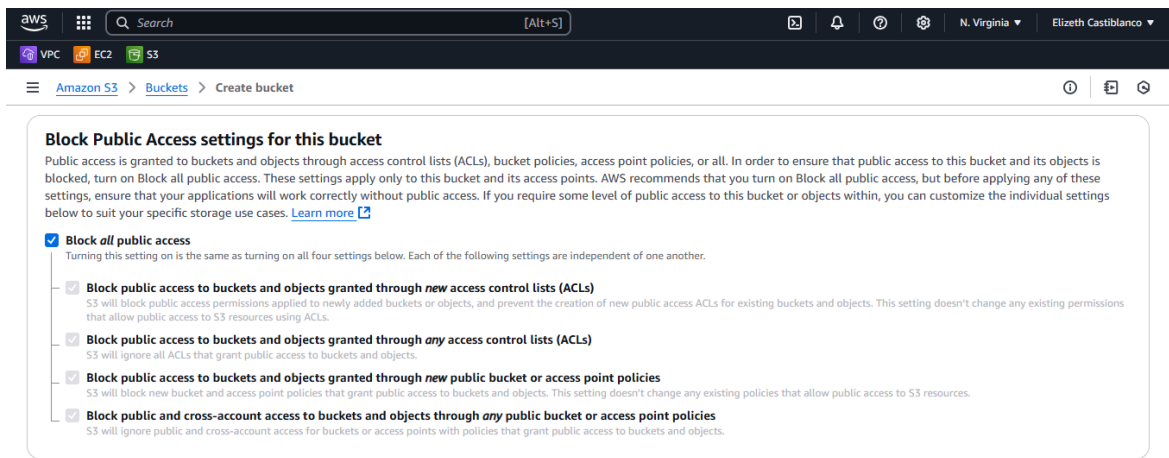 aws
Search [Alt+S]
N. Virginia Elizeth Castiblanco
VPC EC2 S3
Amazon S3 > Buckets > Create bucket
Block Public Access settings for this bucket
Public access is granted to buckets and objects through access control lists (ACLs), bucket policies, access point policies, or all. In order to ensure that public access to this bucket and its objects is
blocked, turn on Block all public access. These settings apply only to this bucket and its access points. AWS recommends that you turn on Block all public access, but before applying any of these
settings, ensure that your applications will work correctly without public access. If you require some level of public access to this bucket or objects within, you can customize the individual settings
below to suit your specific storage use cases. Learn more
Block all public access
Turning this setting on is the same as turning on all four settings below. Each of the following settings are independent of one another.
Block public access to buckets and objects granted through new access control lists (ACLs)
S3 will block public access permissions applied to newly added buckets or objects, and prevent the creation of new public access ACLs for existing buckets and objects. This setting doesn't change any existing permissions
that allow public access to S3 resources using ACLs.
Block public access to buckets and objects granted through any access control lists (ACLs)
S3 will ignore all ACLs that grant public access to buckets and objects.
Block public access to buckets and objects granted through new public bucket or access point policies
S3 will block new bucket and access point policies that grant public access to buckets and objects. This setting doesn't change any existing policies that allow public access to S3 resources.
Block public and cross-account access to buckets and objects through any public bucket or access point policies
S3 will ignore public and cross-account access for buckets or access points with policies that grant public access to buckets and objects.